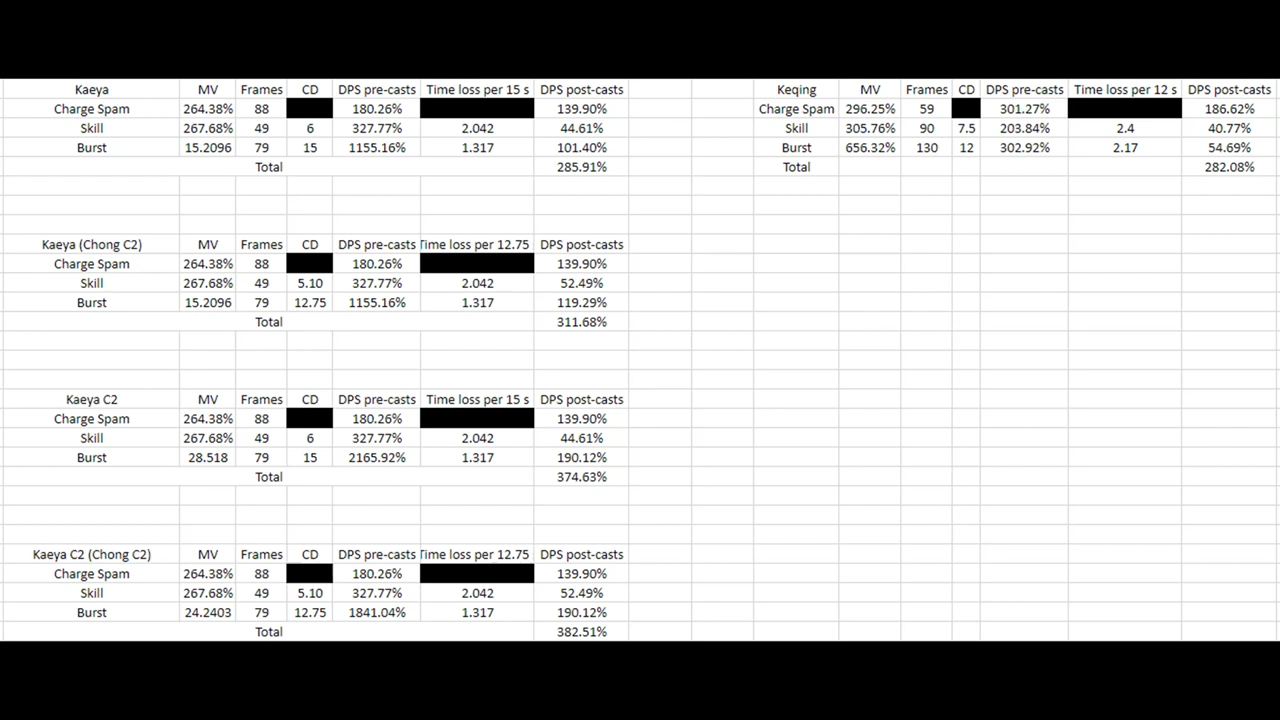 Kaeya MV Frames CD DPS pre-casts Time loss per 15 s DPS post-casts
Charge Spam 264.38% 88 180.26% 139.90%
Skill 267.68% 49 6 327.77% 2.042 44.61%
Burst 15.2096 79 15 1155.16% 1.317 101.40%
Total 285.91%
Keqing MV Frames CD DPS pre-casts Time loss per 12 s DPS post-casts
Charge Spam 296.25% 59 301.27% 186.62%
Skill 305.76% 90 7.5 203.84% 2.4 40.77%
Burst 656.32% 130 12 302.92% 2.17 54.69%
Total 282.08%
Kaeya (Chong C2) MV Frames CD DPS pre-casts Time loss per 12.75 DPS post-casts
Charge Spam 264.38% 88 180.26% 139.90%
Skill 267.68% 49 5.10 327.77% 2.042 52.49%
Burst 15.2096 79 12.75 1155.16% 1.317 119.29%
Total 311.68%
Kaeya C2 MV Frames CD DPS pre-casts Time loss per 15 s DPS post-casts
Charge Spam 264.38% 88 180.26% 139.90%
Skill 267.68% 49 6 327.77% 2.042 44.61%
Burst 28.518 79 15 2165.92% 1.317 190.12%
Total 374.63%
Kaeya C2 (Chong C2) MV Frames CD DPS pre-casts Time loss per 12.75 DPS post-casts
Charge Spam 264.38% 88 180.26% 139.90%
Skill 267.68% 49 5.10 327.77% 2.042 52.49%
Burst 24.2403 79 12.75 1841.04% 1.317 190.12%
Total 382.51%